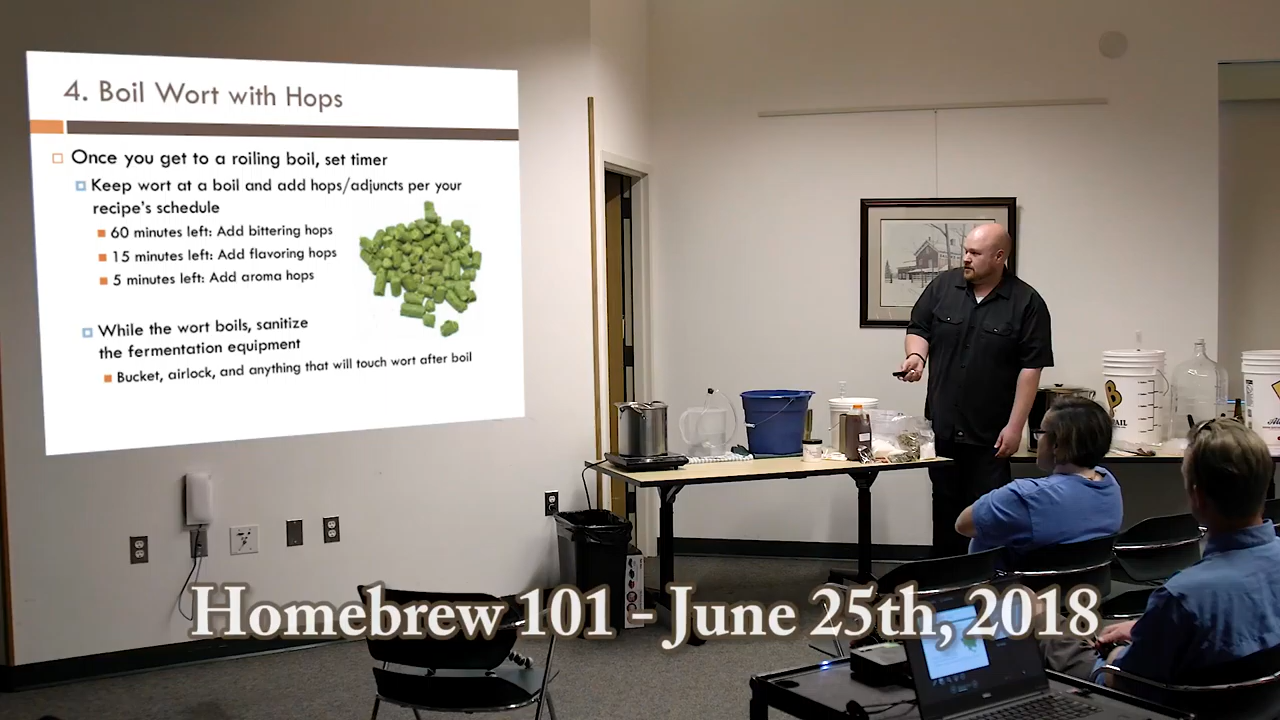 4. Boil Wort with Hops
Once you get to a roiling boil, set timer
Keep wort at a boil and add hops/adjuncts per your
recipe's schedule
60 minutes left: Add bittering hops
15 minutes left: Add flavoring hops
5 minutes left: Add aroma hops
While the wort boils, sanitize
the fermentation equipment
Bucket, airlock, and anything that will touch wort after boil
Homebrew 101 - June 25th, 2018